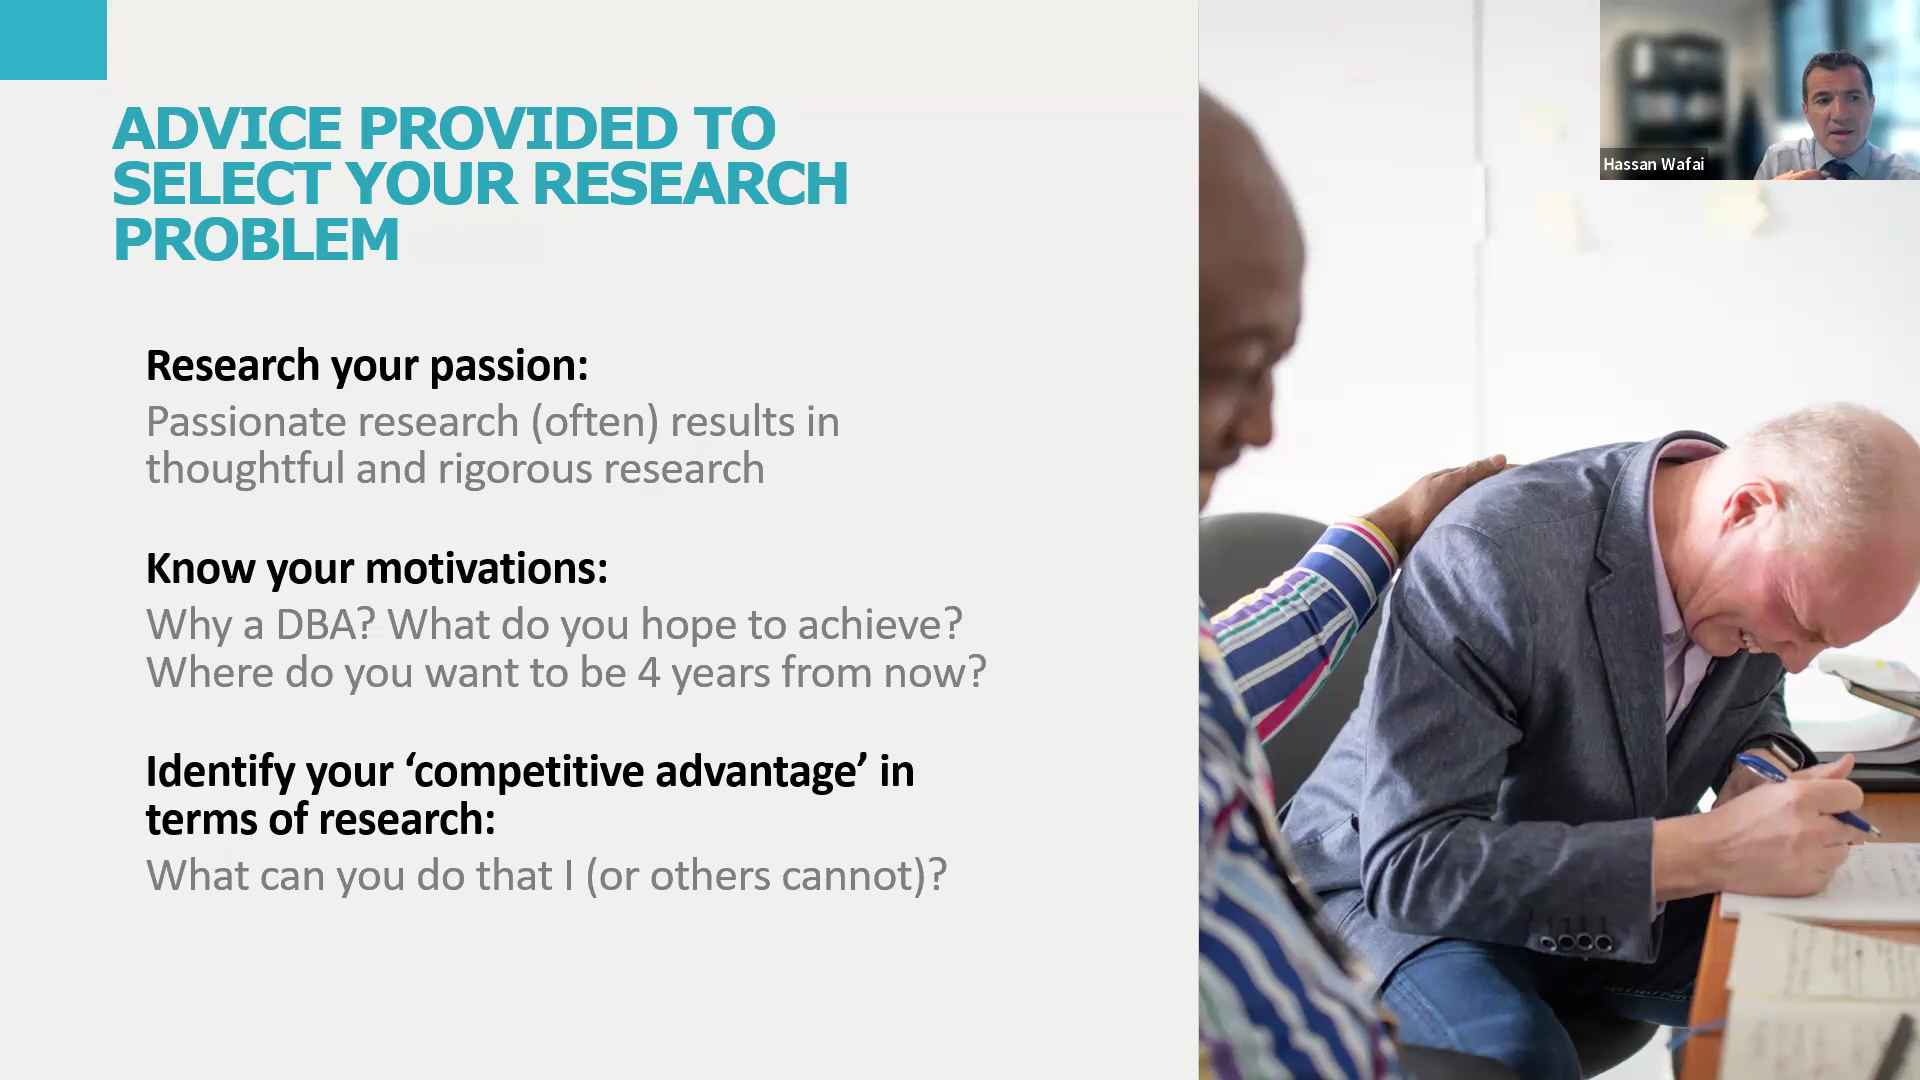 ADVICE PROVIDED TO
SELECT YOUR RESEARCH
PROBLEM
Research your passion:
Passionate research (often) results in
thoughtful and rigorous research
Know your motivations:
Why a DBA? What do you hope to achieve?
Where do you want to be 4 years from now?
Identify your ‘competitive advantage’ in
terms of research:
What can you do that I (or others cannot)?
Hassan Wafai